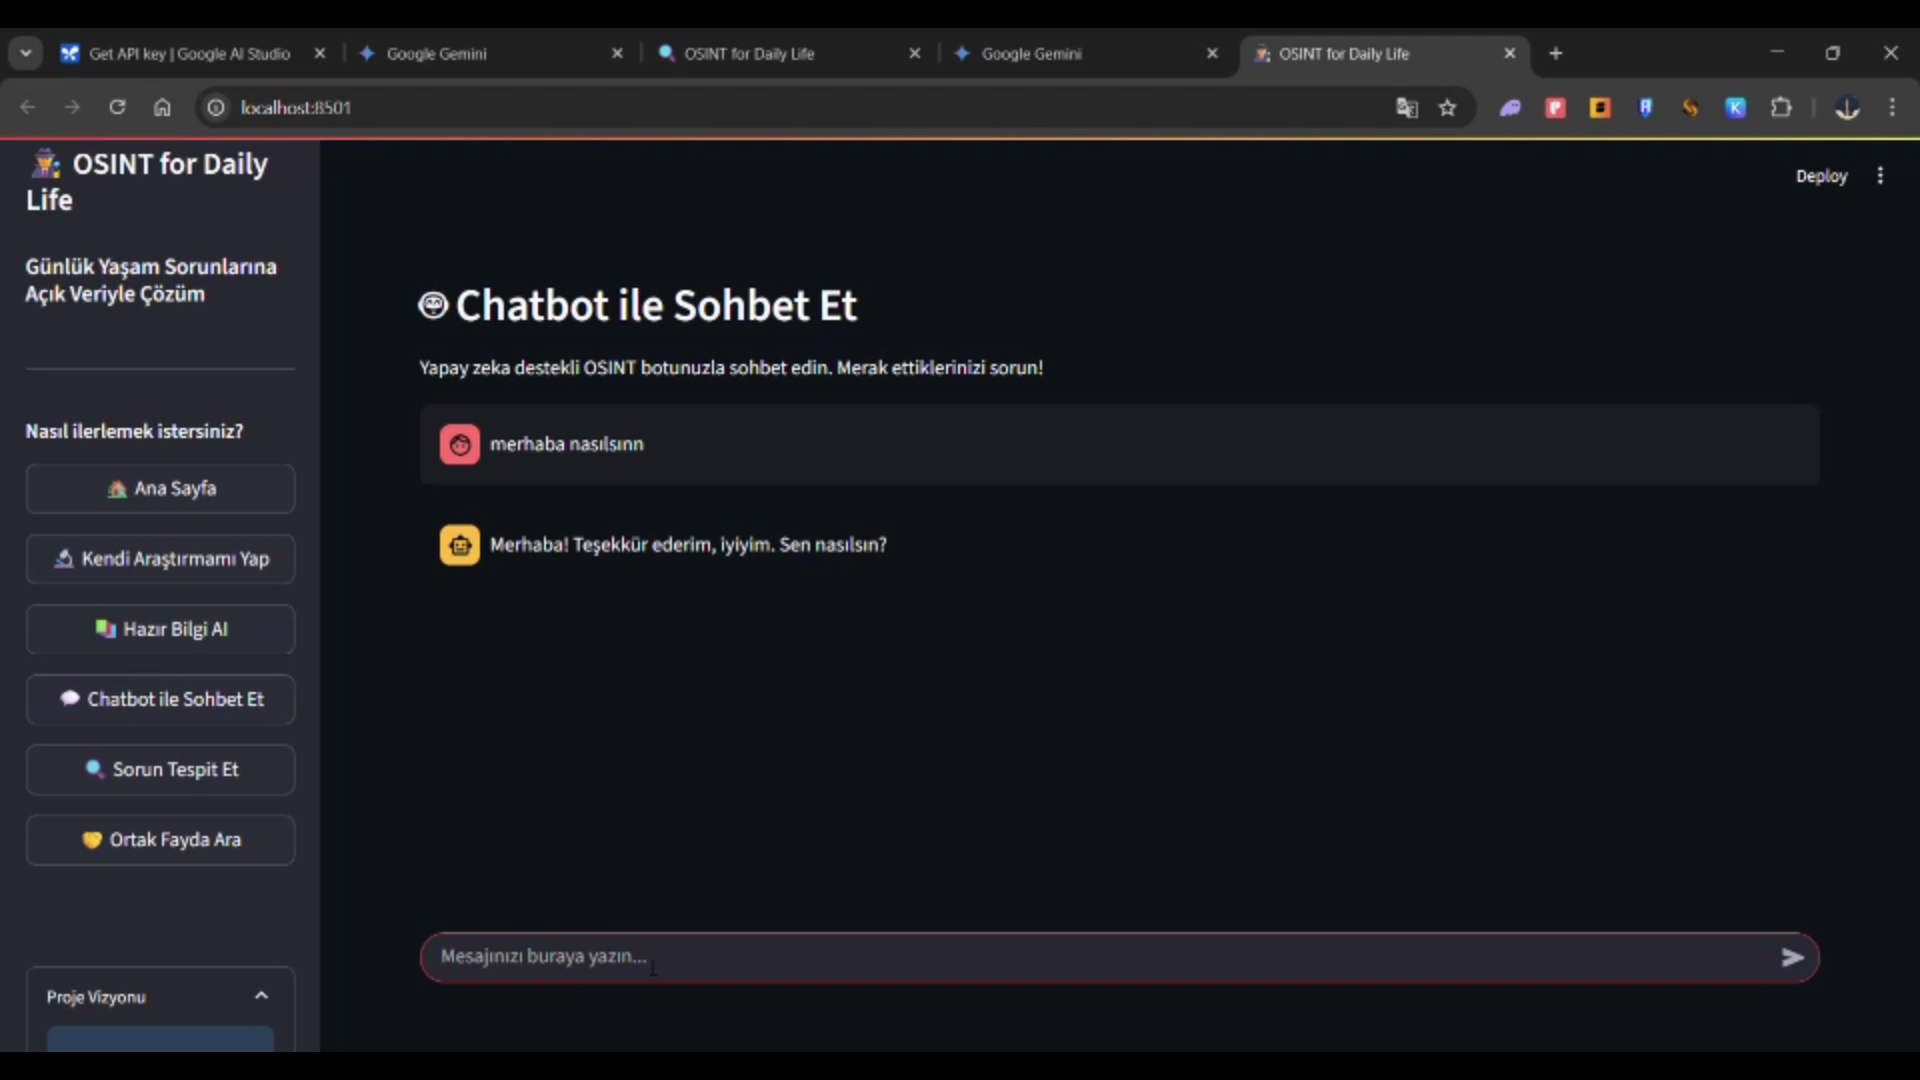 Get API key | Google AI Studio
Google Gemini
OSINT for Daily Life
Google Gemini
OSINT for Daily Life
localhost:8501
OSINT for Daily
Life
Günlük Yaşam Sorunlarına
Açık Veriyle Çözüm
Nasıl ilerlemek istersiniz?
Ana Sayfa
Kendi Araştırmamı Yap
Hazır Bilgi AI
Chatbot ile Sohbet Et
Sorun Tespit Et
Ortak Fayda Ara
Proje Vizyonu
Deploy
Chatbot ile Sohbet Et
Yapay zeka destekli OSINT botunuzla sohbet edin. Merak ettiklerinizi sorun!
merhaba nasılsınn
Merhaba! Teşekkür ederim, iyiyim. Sen nasılsın?
Mesajınızı buraya yazın...